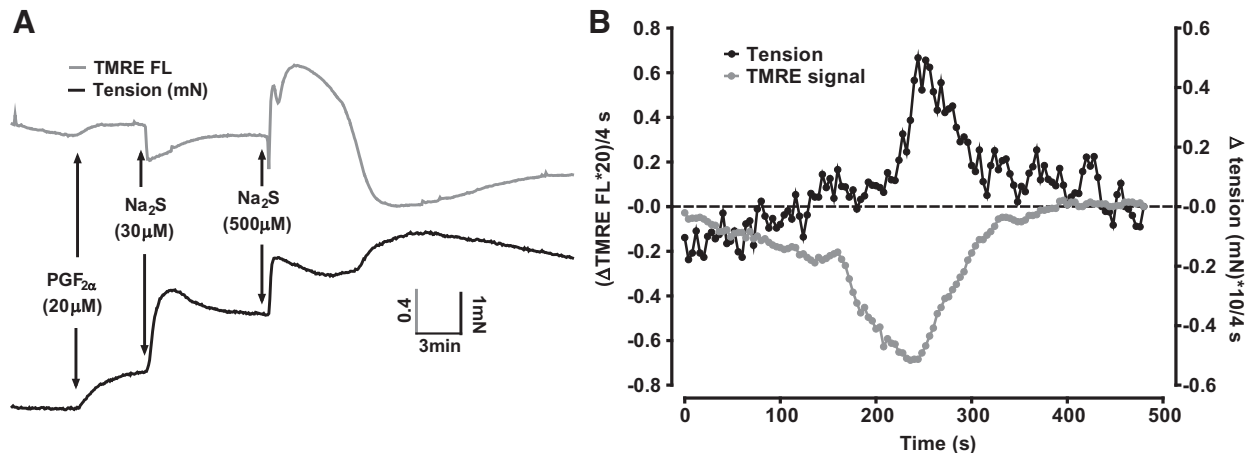 A
TMRE FL
Tension (mN)
PGF2α
(20μM)
Na2S
(30μM)
Na2S
(500μM)
0.4
1mN
3min
B
Tension
TMRE signal
(ΔTMRE FL*20)/4 s
0.8
0.6
0.4
0.2
-0.0
-0.2
-0.4
-0.6
-0.8
0.6
0.4
0.2
-0.0
-0.2
-0.4
-0.6
Δ tension (mN)*10/4 s
0 100 200 300 400 500
Time (s)